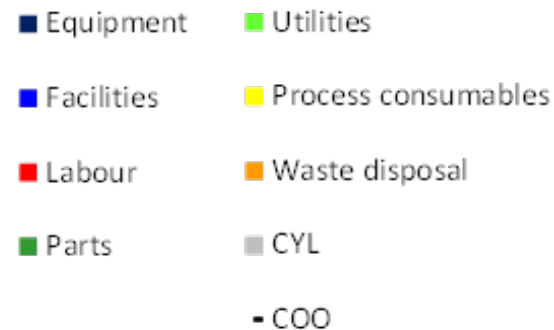 Equipment
Utilities
Facilities
Process consumables
Labour
Waste disposal
Parts
CYL
COO